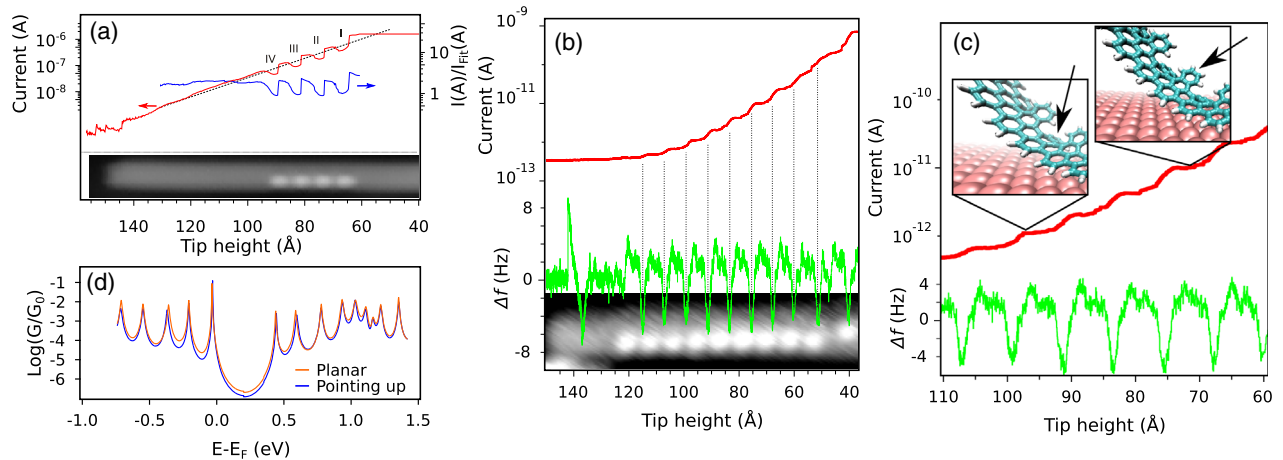 (a)
Current (A)
10⁻⁶
10⁻⁷
10⁻⁸
IV
III
II
I
10
1
I(A)/I_Fit(A)
140
120
100
80
60
40
Tip height (Å)
(b)
Current (A)
10⁻⁹
10⁻¹¹
10⁻¹³
Δf (Hz)
8
4
0
-4
-8
140
120
100
80
60
40
Tip height (Å)
(c)
Current (A)
10⁻¹⁰
10⁻¹¹
10⁻¹²
Δf (Hz)
4
0
-4
110
100
90
80
70
60
Tip height (Å)
(d)
Log(G/G₀)
-1
-2
-3
-4
-5
-6
Planar
Pointing up
-1.0
-0.5
0.0
0.5
1.0
1.5
E-E_F (eV)